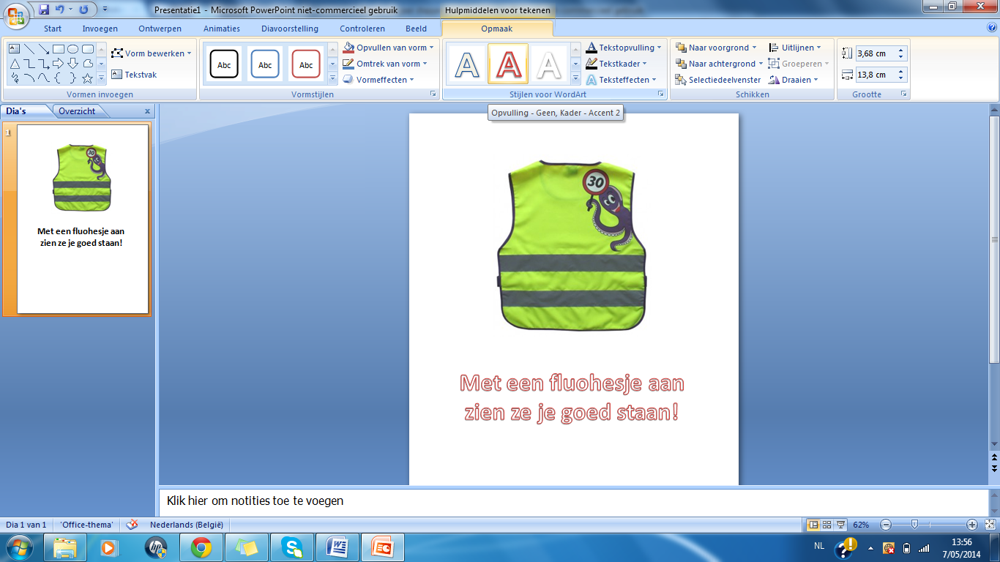 Presentatie1 - Microsoft PowerPoint niet-commercieel gebruik
Hulpmiddelen voor tekenen
Start
Invoegen
Ontwerpen
Animaties
Diavoorstelling
Controleren
Beeld
Opmaak
Vorm bewerken
Tekstvak
Vormen invoegen
Abc
Abc
Abc
Opvullen van vorm
Omtrek van vorm
Vormeffecten
Vormstijlen
A
A
A
Tekstopvulling
Tekstkader
Teksteffecten
Stijlen voor WordArt
Naar voorgrond
Naar achtergrond
Selectiedeelvenster
Uitlijnen
Groeperen
Draaien
Schikken
3,68 cm
13,8 cm
Grootte
Opvulling - Geen, Kader - Accent 2
Dia's
Overzicht
x
1
30
Met een fluohesje aan
zien ze je goed staan!
30
Met een fluohesje aan
zien ze je goed staan!
Klik hier om notities toe te voegen
Dia 1 van 1
'Office-thema'
Nederlands (België)
62%
NL
13:56
7/05/2014